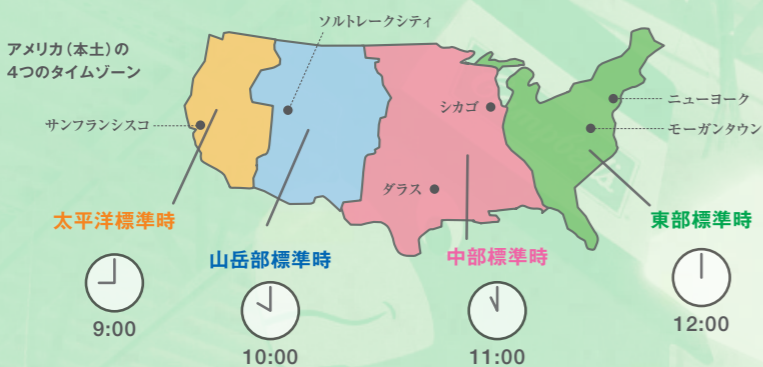 アメリカ（本土）の
4つのタイムゾーン
ソルトレークシティ
サンフランシスコ
シカゴ
ダラス
ニューヨーク
モーガンタウン
太平洋標準時
9:00
山岳部標準時
10:00
中部標準時
11:00
東部標準時
12:00